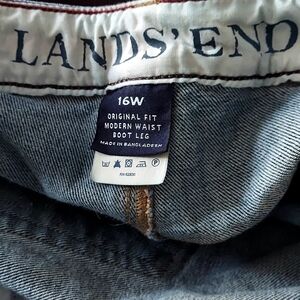 LANDS' END
16W
ORIGINAL FIT
MODERN WAIST
BOOT LEG
MADE IN BANGLADESH